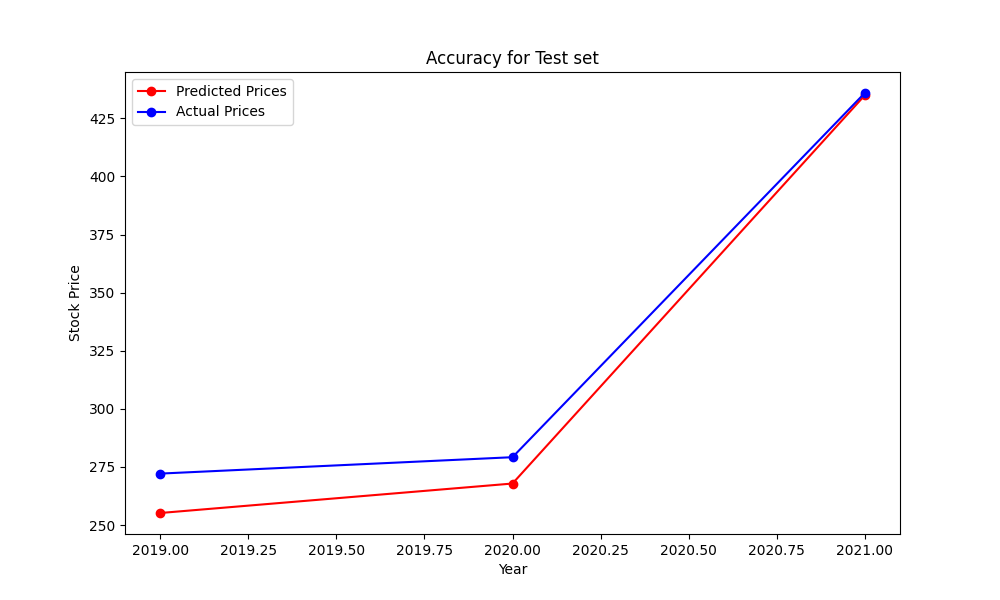 Accuracy for Test set
Predicted Prices
Actual Prices
425
400
375
350
325
300
275
250
Stock Price
2019.00 2019.25 2019.50 2019.75 2020.00 2020.25 2020.50 2020.75 2021.00
Year